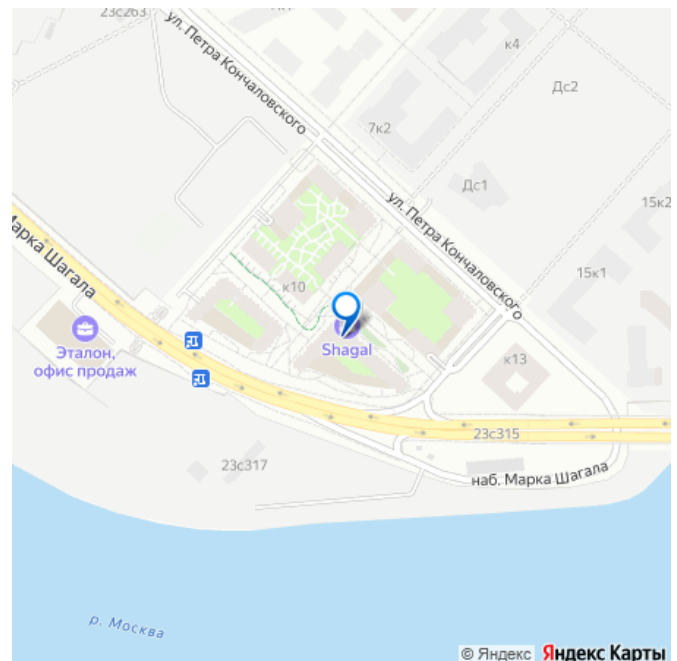 23с263
ул. Петра Кончаловского
к4
Дс2
7к2
Дс1
15к2
ул. Петра Кончаловского
15к1
Марка Шагала
к10
Эталон,
офис продаж
Shagal
к13
23с315
23с317
наб. Марка Шагала
р. Москва
© Яндекс Яндекс Карты